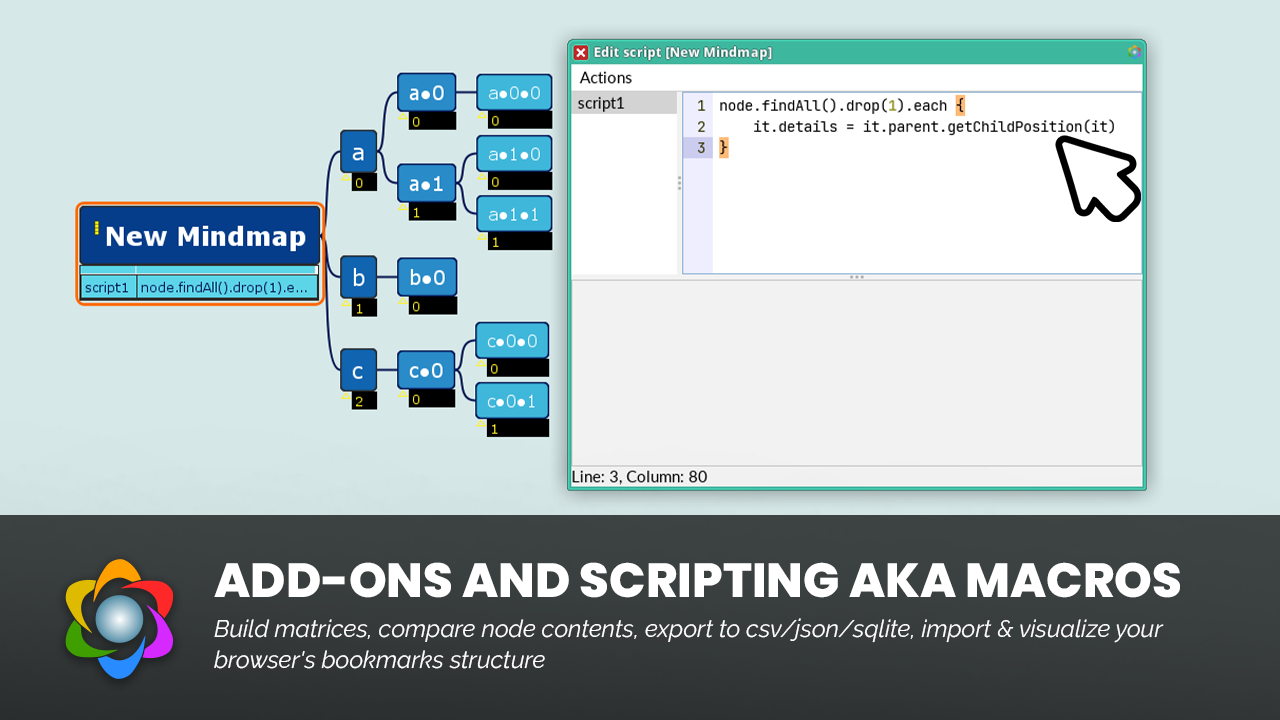 Edit script [New Mindmap]
Actions
script1
1 node.findAll().drop(1).each {
2 it.details = it.parent.getChildPosition(it)
3 }
Line: 3, Column: 80
New Mindmap
script1 node.findAll().drop(1).e...
a
0
a●0
0
a●0●0
0
a●1
1
a●1●0
0
a●1●1
1
b
1
b●0
0
c
2
c●0
0
c●0●0
0
c●0●1
1
ADD-ONS AND SCRIPTING AKA MACROS
Build matrices, compare node contents, export to csv/json/sqlite, import & visualize your
browser's bookmarks structure